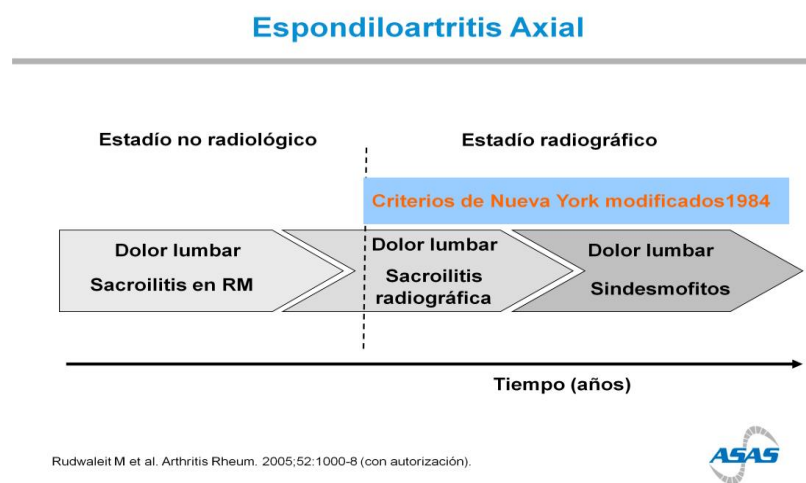 Espondiloartritis Axial
Estadío no radiológico
Estadío radiográfico
Criterios de Nueva York modificados1984
Dolor lumbar
Sacroilitis en RM
Dolor lumbar
Sacroilitis
radiográfica
Dolor lumbar
Sindesmofitos
Tiempo (años)
Rudwaleit M et al. Arthritis Rheum. 2005;52:1000-8 (con autorización).
ASAS